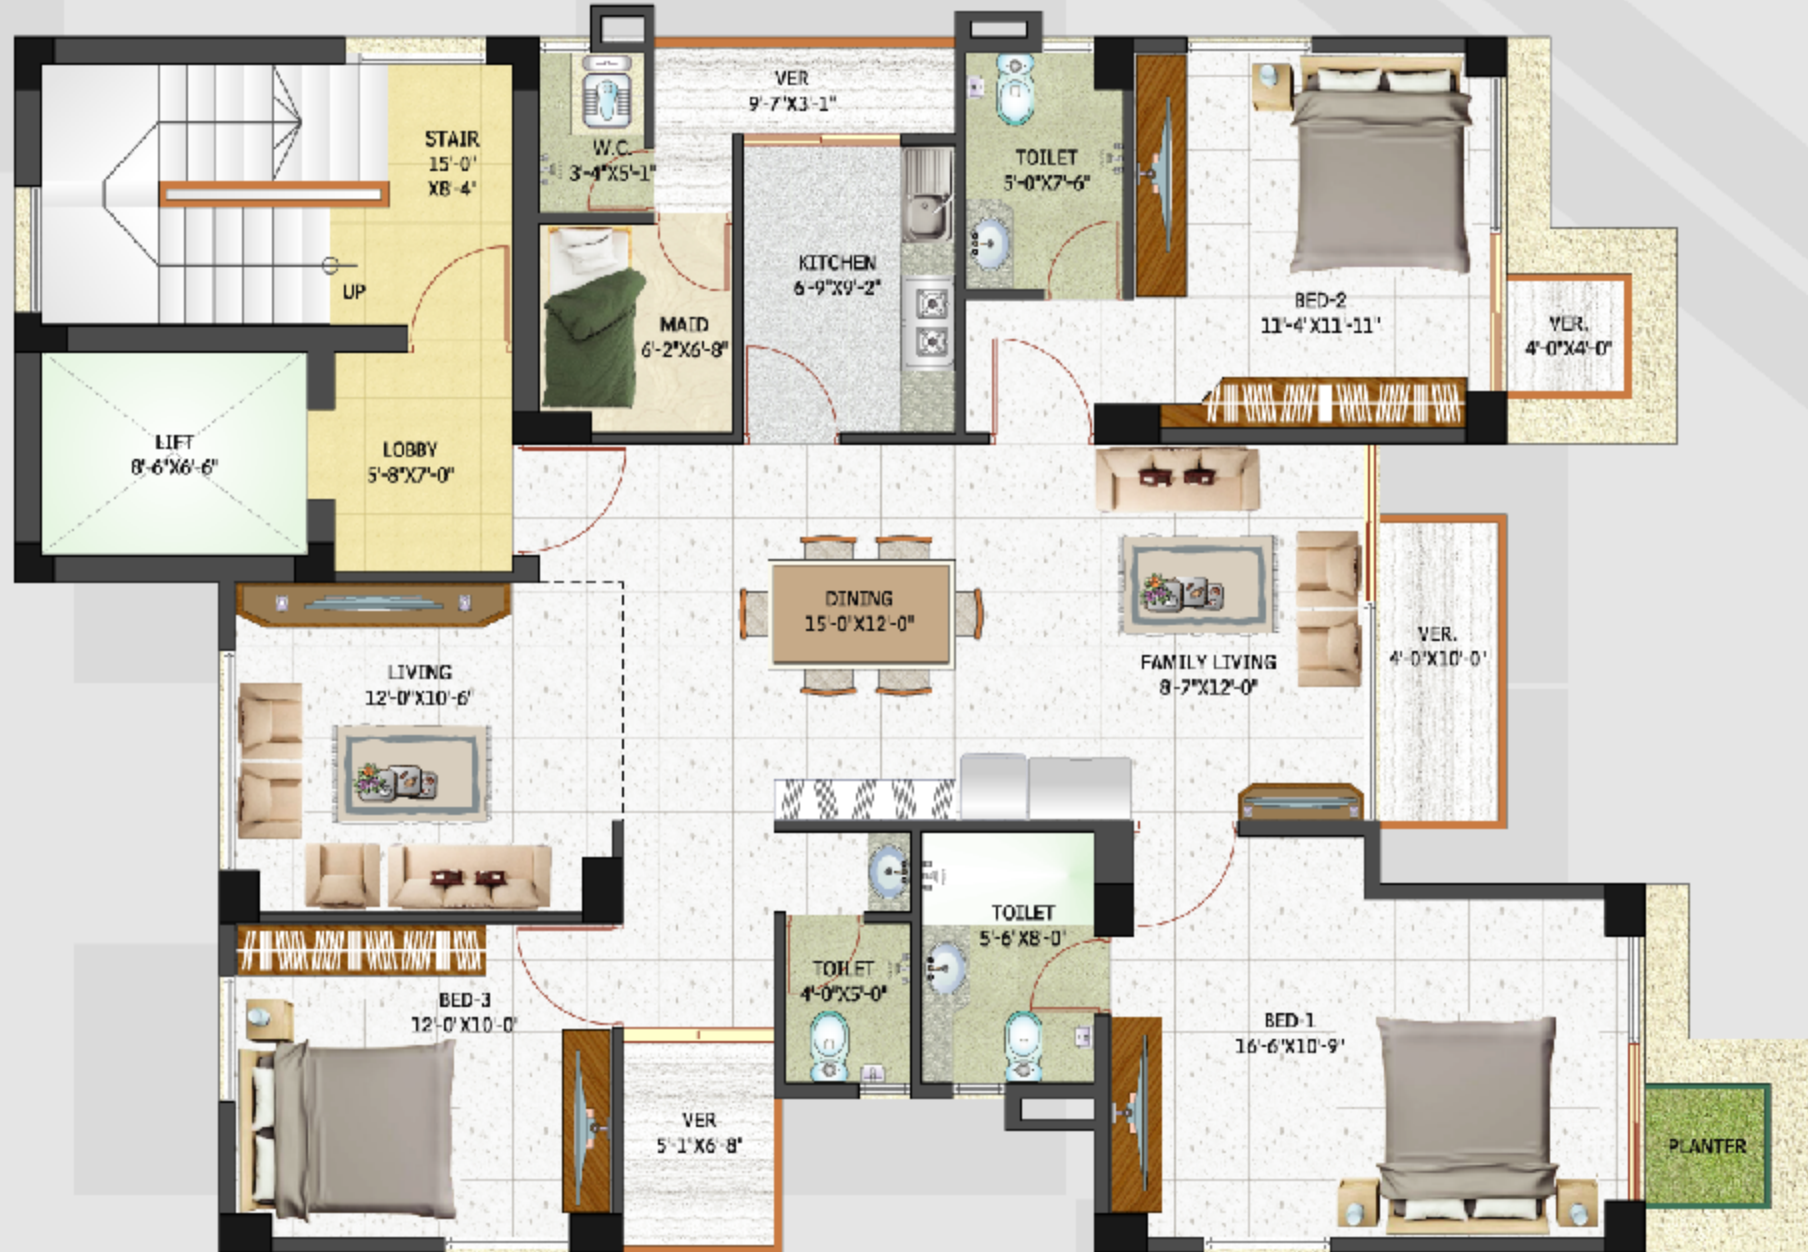 VER
9'-7"X3'-1"
STAIR
15'-0"
X8'-4"
W.C.
3'-4"X5'-1"
TOILET
5'-0"X7'-6"
KITCHEN
6'-9"X9'-2"
UP
MAID
6'-2"X6'-8"
BED-2
11'-4"X11'-11"
VER.
4'-0"X4'-0"
LIFT
8'-6"X6'-6"
LOBBY
5'-8"X7'-0"
DINING
15'-0"X12'-0"
LIVING
12'-0"X10'-6"
FAMILY LIVING
8-7"X12'-0"
VER.
4'-0"X10'-0"
TOILET
5'-6"X8'-0"
TOILET
4'-0"X5'-0"
BED-3
12'-0"X10'-0"
BED-1
16'-6"X10'-9"
VER
5'-1"X6'-8"
PLANTER